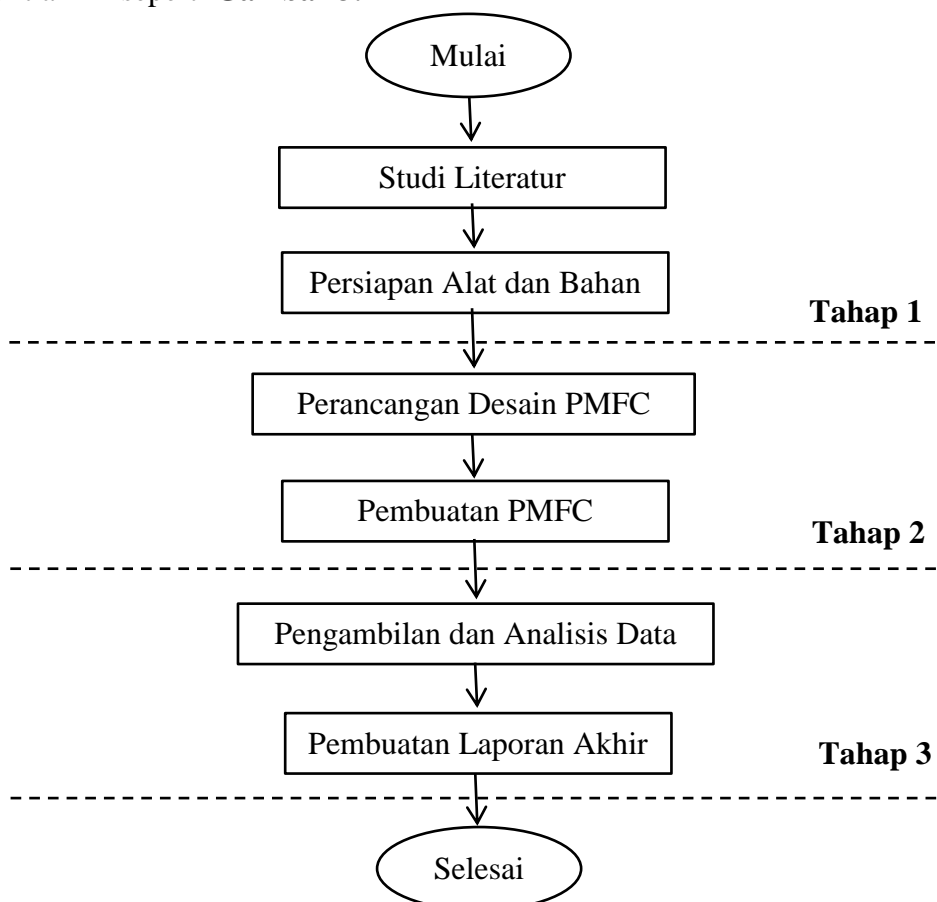 Mulai
Studi Literatur
Persiapan Alat dan Bahan
Tahap 1
Perancangan Desain PMFC
Pembuatan PMFC
Tahap 2
Pengambilan dan Analisis Data
Pembuatan Laporan Akhir
Tahap 3
Selesai